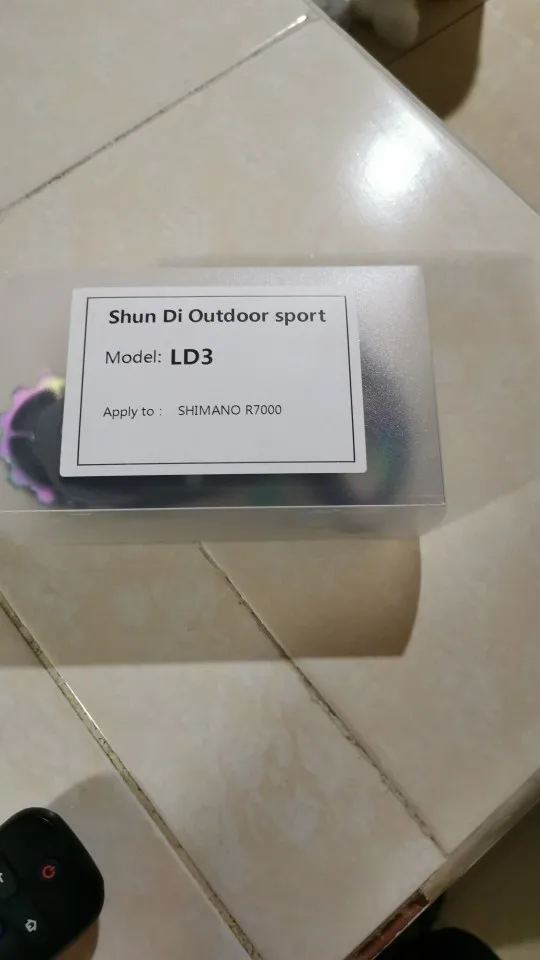 Shun Di Outdoor sport
Model: LD3
Apply to : SHIMANO R7000